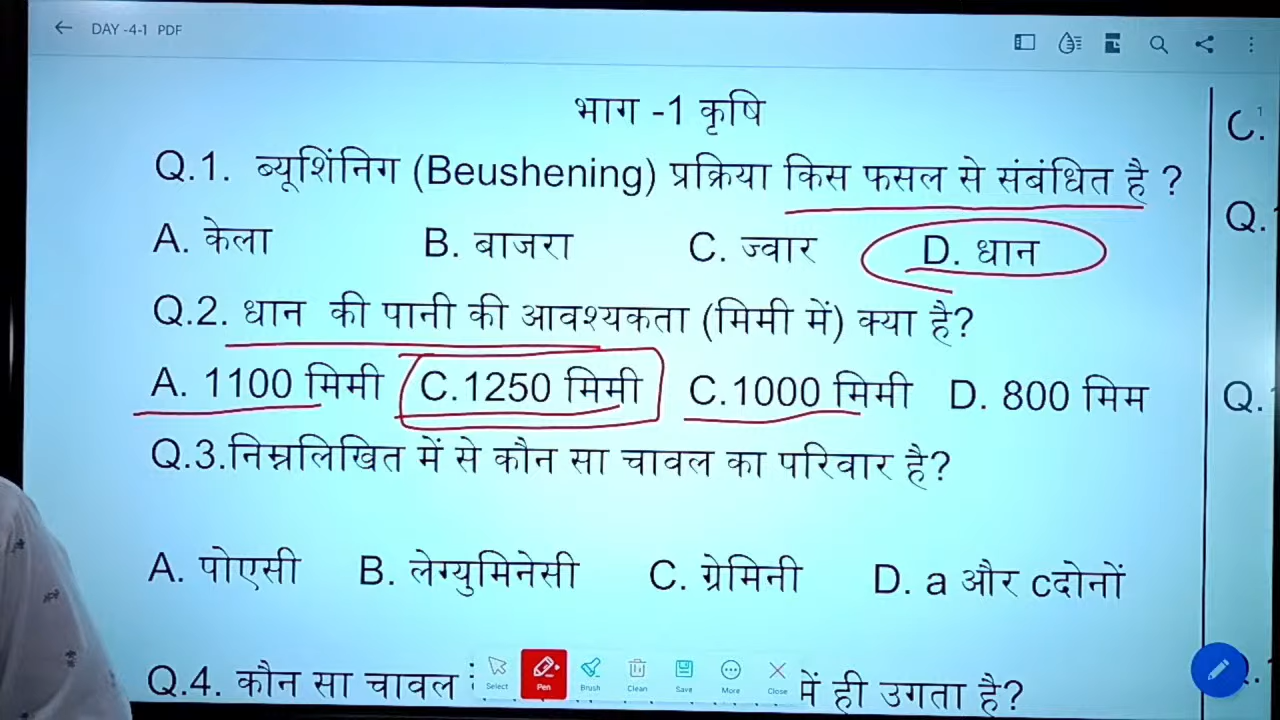 DAY -4-1 PDF
भाग -1 कृषि
Q.1. ब्यूशिंनिग (Beushening) प्रक्रिया किस फसल से संबंधित है ?
A. केला B. बाजरा C. ज्वार D. धान
Q.2. धान की पानी की आवश्यकता (मिमी में) क्या है?
A. 1100 मिमी C.1250 मिमी C.1000 मिमी D. 800 मिम
Q.3.निम्नलिखित में से कौन सा चावल का परिवार है?
A. पोएसी B. लेग्युमिनेसी C. ग्रेमिनी D. a और cदोनों
Q.4. कौन सा चावल में ही उगता है?
Select Pen Brush Clean Save More Close
C.
Q.
Q.